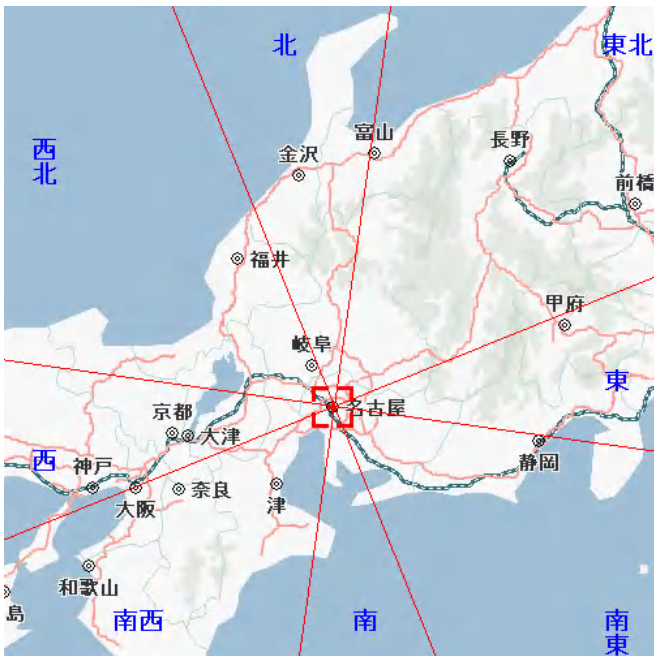 北
東北
富山
長野
西
北
金沢
前橋
福井
甲府
岐阜
東
名古屋
京都
大津
静岡
西
神戸
大阪
奈良
津
和歌山
島
南西
南
南
東